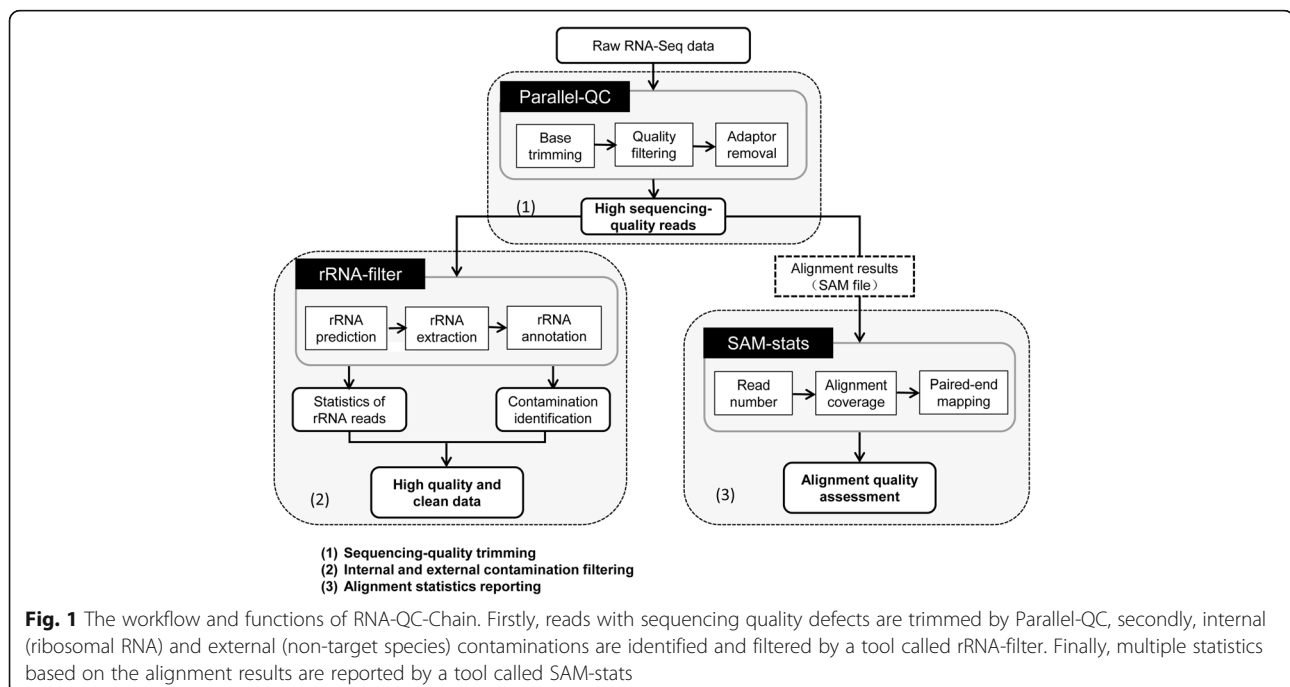 Raw RNA-Seq data
Parallel-QC
Base
trimming
Quality
filtering
Adaptor
removal
(1)
High sequencing-
quality reads
rRNA-filter
rRNA
prediction
rRNA
extraction
rRNA
annotation
Statistics of
rRNA reads
Contamination
identification
High quality and
clean data
(2)
Alignment results
（SAM file）
SAM-stats
Read
number
Alignment
coverage
Paired-end
mapping
Alignment quality
assessment
(3)
(1) Sequencing-quality trimming
(2) Internal and external contamination filtering
(3) Alignment statistics reporting
Fig. 1 The workflow and functions of RNA-QC-Chain. Firstly, reads with sequencing quality defects are trimmed by Parallel-QC, secondly, internal
(ribosomal RNA) and external (non-target species) contaminations are identified and filtered by a tool called rRNA-filter. Finally, multiple statistics
based on the alignment results are reported by a tool called SAM-stats